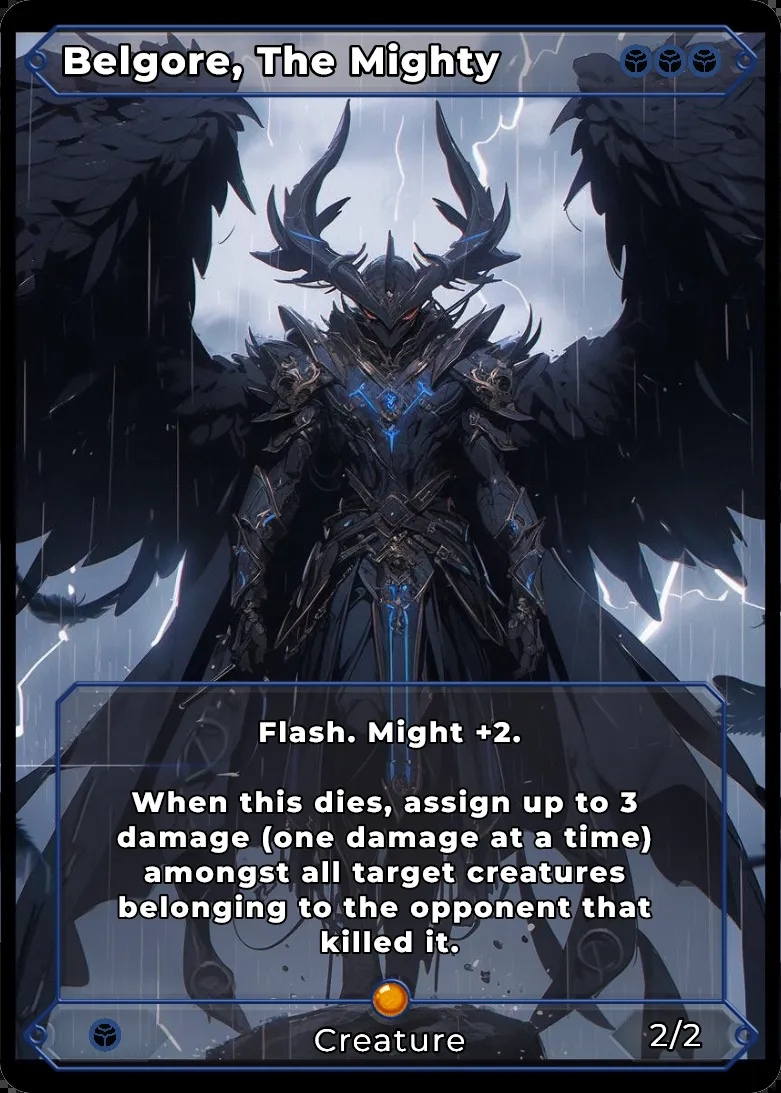 Belgore, The Mighty
Flash. Might +2.
When this dies, assign up to 3
damage (one damage at a time)
amongst all target creatures
belonging to the opponent that
killed it.
Creature
2/2